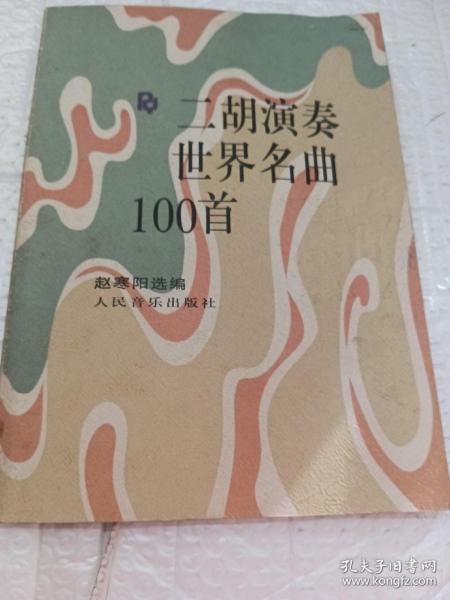 二胡演奏
世界名曲
100首
赵寒阳选编
人民音乐出版社
孔夫子旧书网
www.kongfz.com